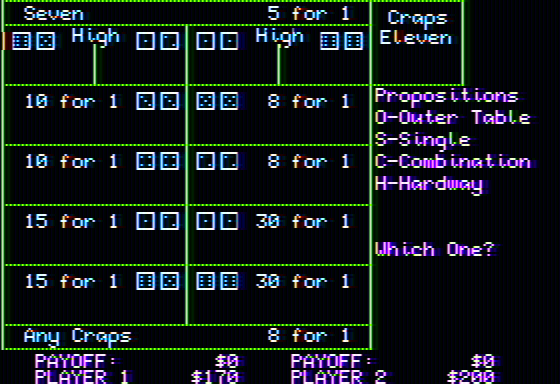 Seven 5 for 1
High High
10 for 1 8 for 1
10 for 1 8 for 1
15 for 1 30 for 1
15 for 1 30 for 1
Any Craps 8 for 1
Craps
Eleven
Propositions
O-Outer Table
S-Single
C-Combination
H-Hardway
Which One?
PAYOFF: $0 PAYOFF: $0
PLAYER 1 $170 PLAYER 2 $200